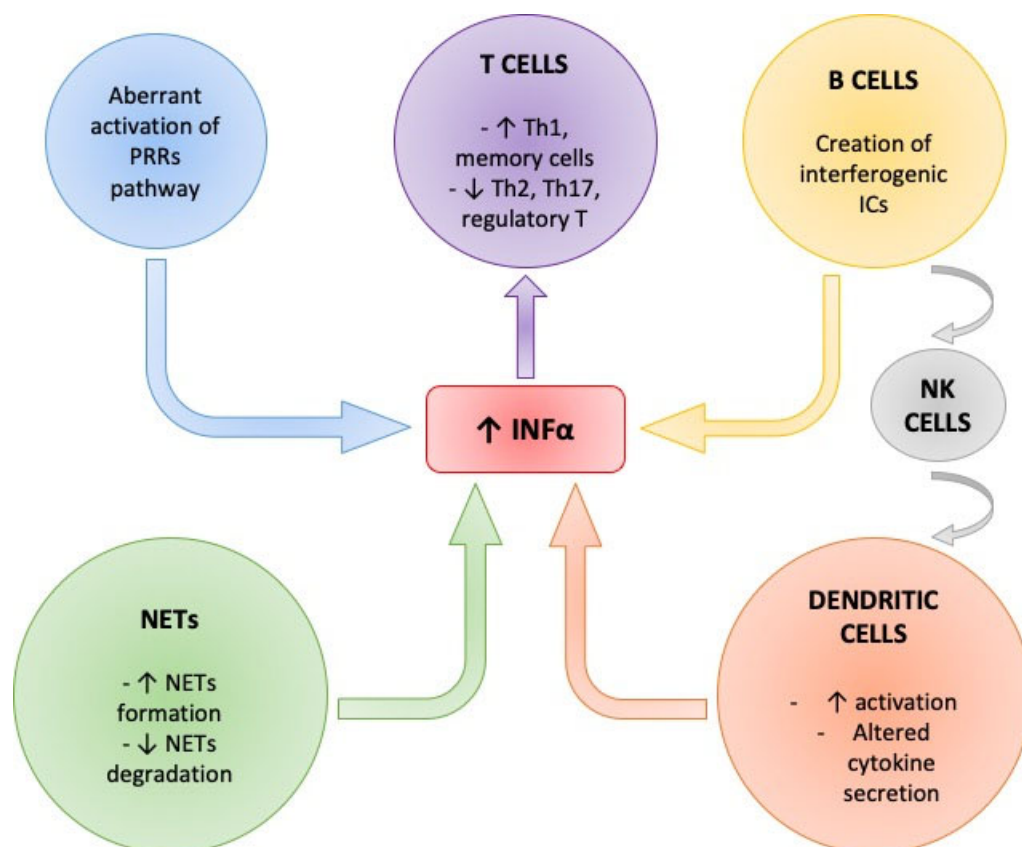 Aberrant
activation of
PRRs
pathway
T CELLS
- ↑ Th1,
memory cells
- ↓ Th2, Th17,
regulatory T
B CELLS
Creation of
interferogenic
ICs
NK
CELLS
↑ INFα
NETs
- ↑ NETs
formation
- ↓ NETs
degradation
DENDRITIC
CELLS
- ↑ activation
- Altered
cytokine
secretion